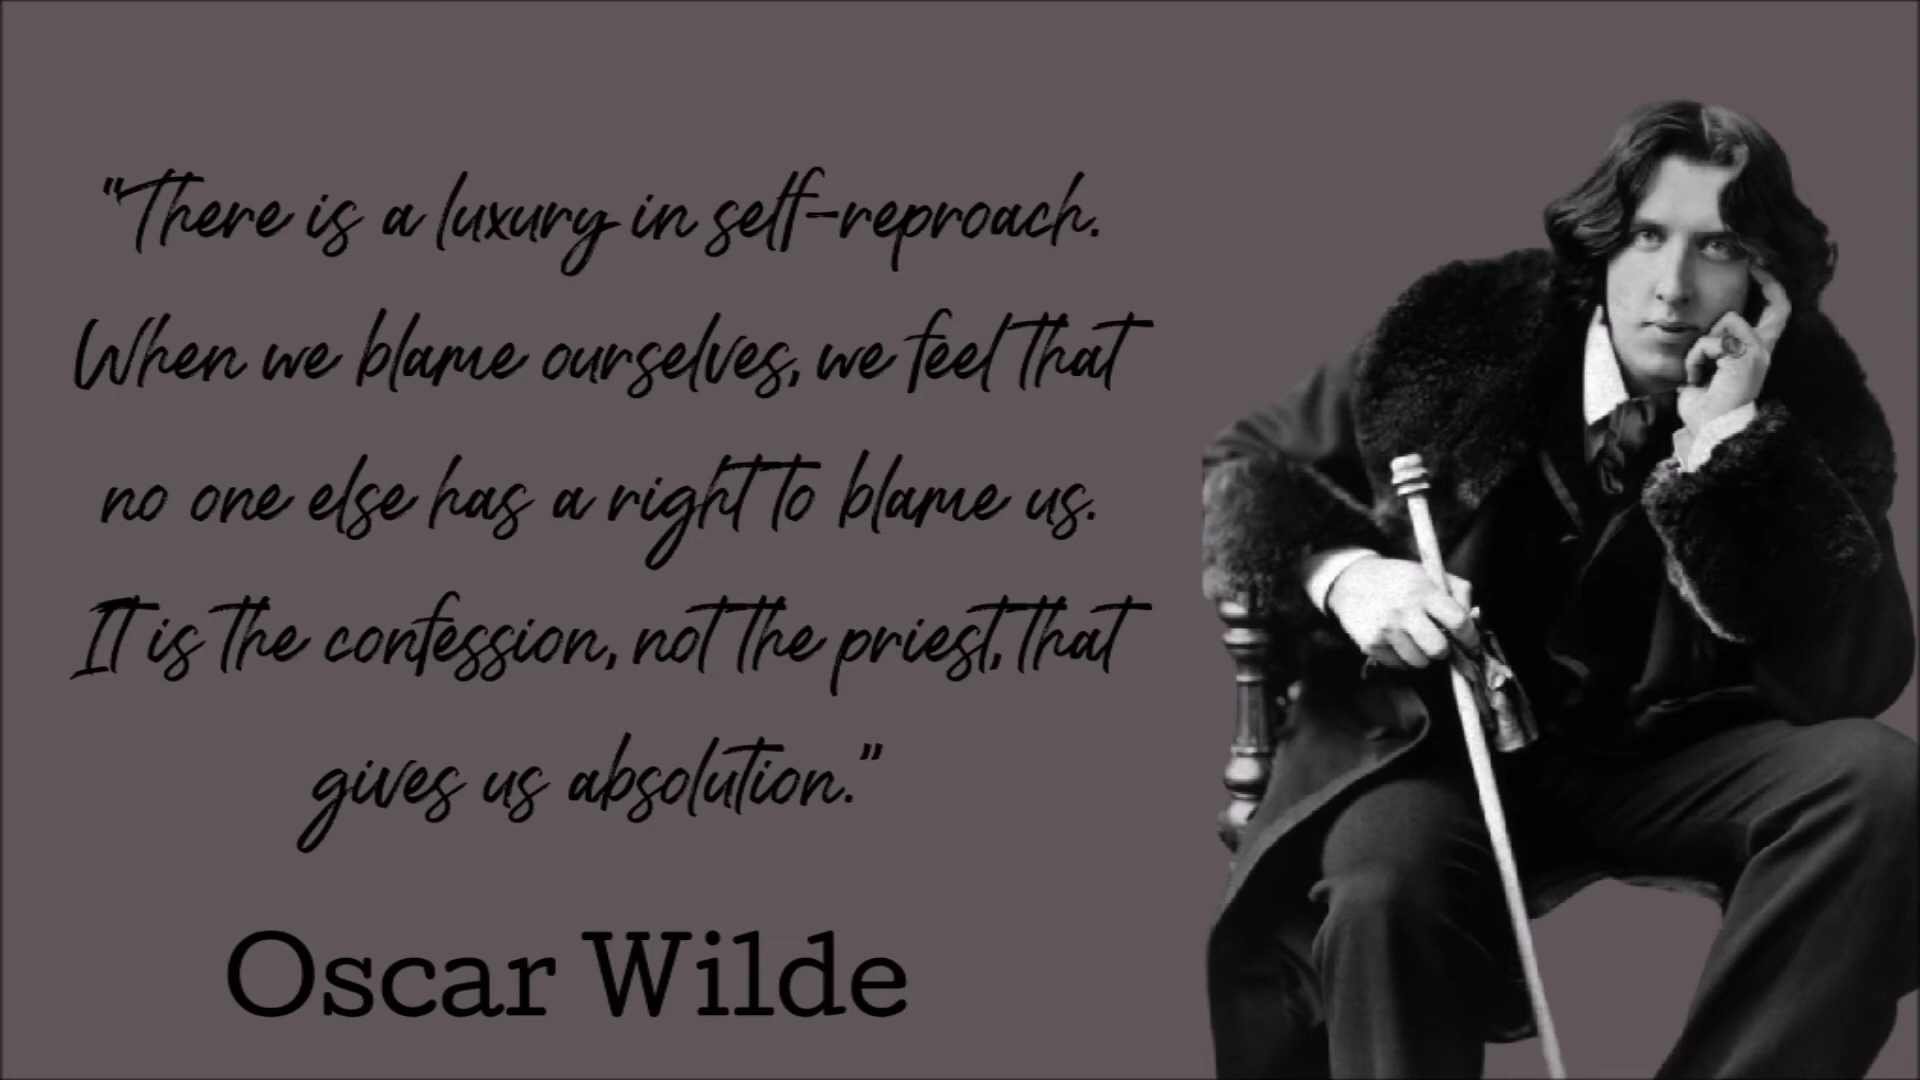 "There is a luxury in self-reproach.
When we blame ourselves, we feel that
no one else has a right to blame us.
It is the confession, not the priest, that
gives us absolution."
Oscar Wilde